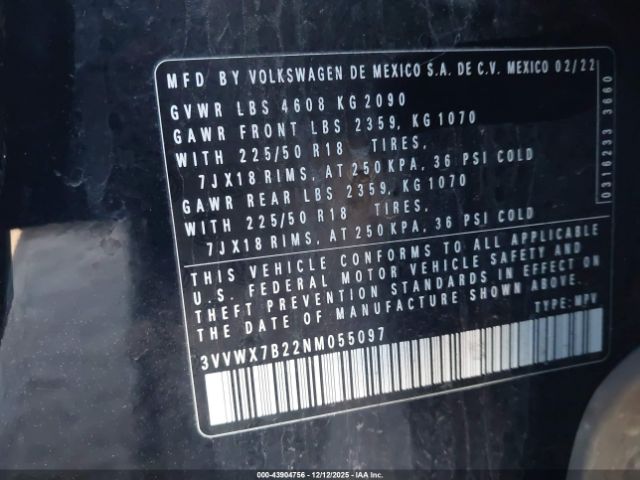 MFD BY VOLKSWAGEN DE MEXICO S.A. DE C.V. MEXICO 02/22
GVWR LBS 4608 KG 2090
GAWR FRONT LBS 2359, KG 1070
WITH 225/50 R18 TIRES,
7JX18 RIMS, AT 250 KPA, 36 PSI COLD
GAWR REAR LBS 2359, KG 1070
WITH 225/50 R18 TIRES,
7JX18 RIMS, AT 250 KPA, 36 PSI COLD
THIS VEHICLE CONFORMS TO ALL APPLICABLE
U.S. FEDERAL MOTOR VEHICLE SAFETY AND
THEFT PREVENTION STANDARDS IN EFFECT ON
THE DATE OF MANUFACTURE SHOWN ABOVE.
3VVWX7B22NM055097 TYPE: MPV
0316233 3660
000-43904756 - 12/12/2025 - IAAI.com